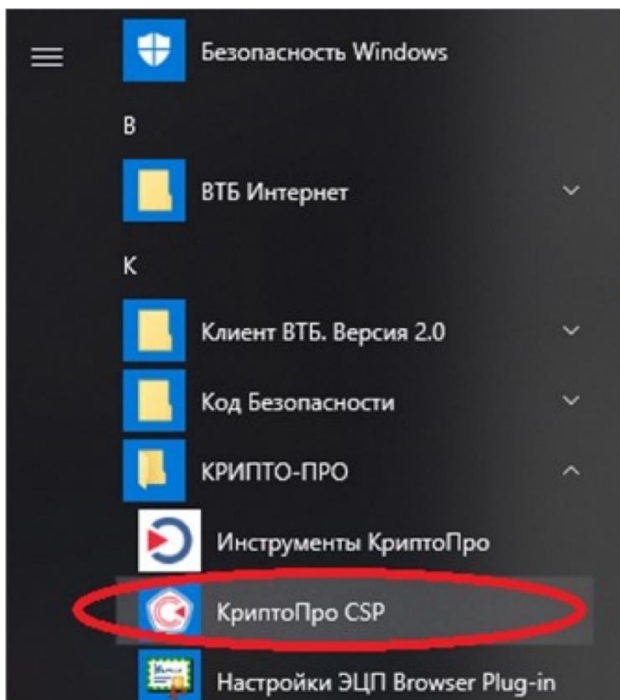 Безопасность Windows
В
ВТБ Интернет
К
Клиент ВТБ. Версия 2.0
Код Безопасности
КРИПТО-ПРО
Инструменты КриптоПро
КриптоПро CSP
Настройки ЭЦП Browser Plug-in